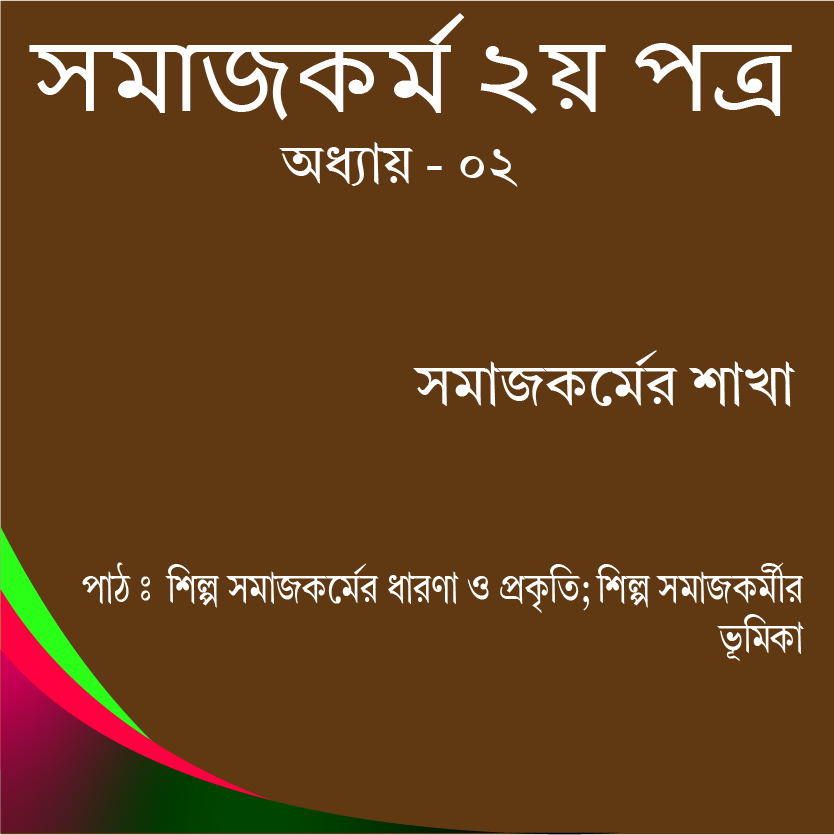 সমাজকর্ম ২য় পত্র
অধ্যায় - ০২
সমাজকর্মের শাখা
পাঠ ঃ শিল্প সমাজকর্মের ধারণা ও প্রকৃতি; শিল্প সমাজকর্মীর
ভূমিকা